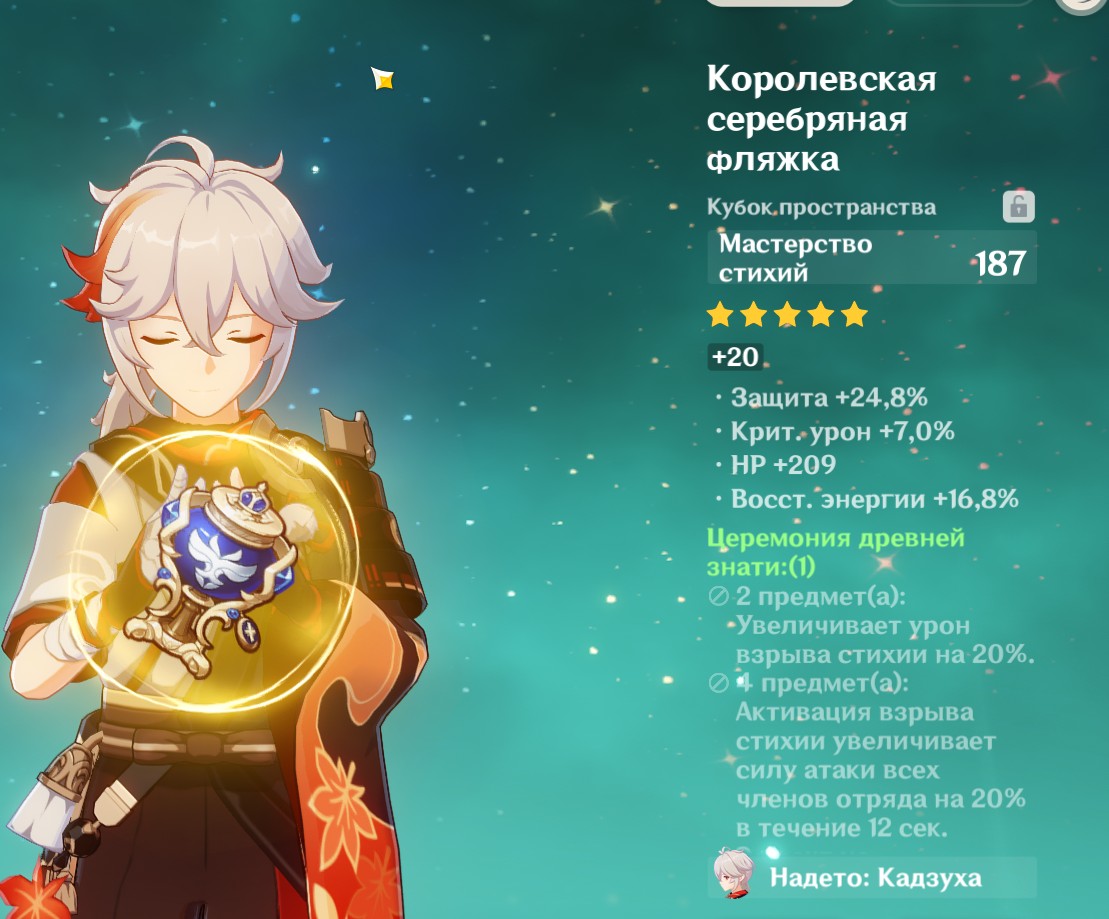 Королевская
серебряная
фляжка
Кубок пространства
Мастерство
стихий 187
+20
· Защита +24,8%
· Крит. урон +7,0%
· HP +209
· Восст. энергии +16,8%
Церемония древней
знати:(1)
2 предмет(а):
Увеличивает урон
взрыва стихии на 20%.
4 предмет(а):
Активация взрыва
стихии увеличивает
силу атаки всех
членов отряда на 20%
в течение 12 сек.
Надето: Кадзуха